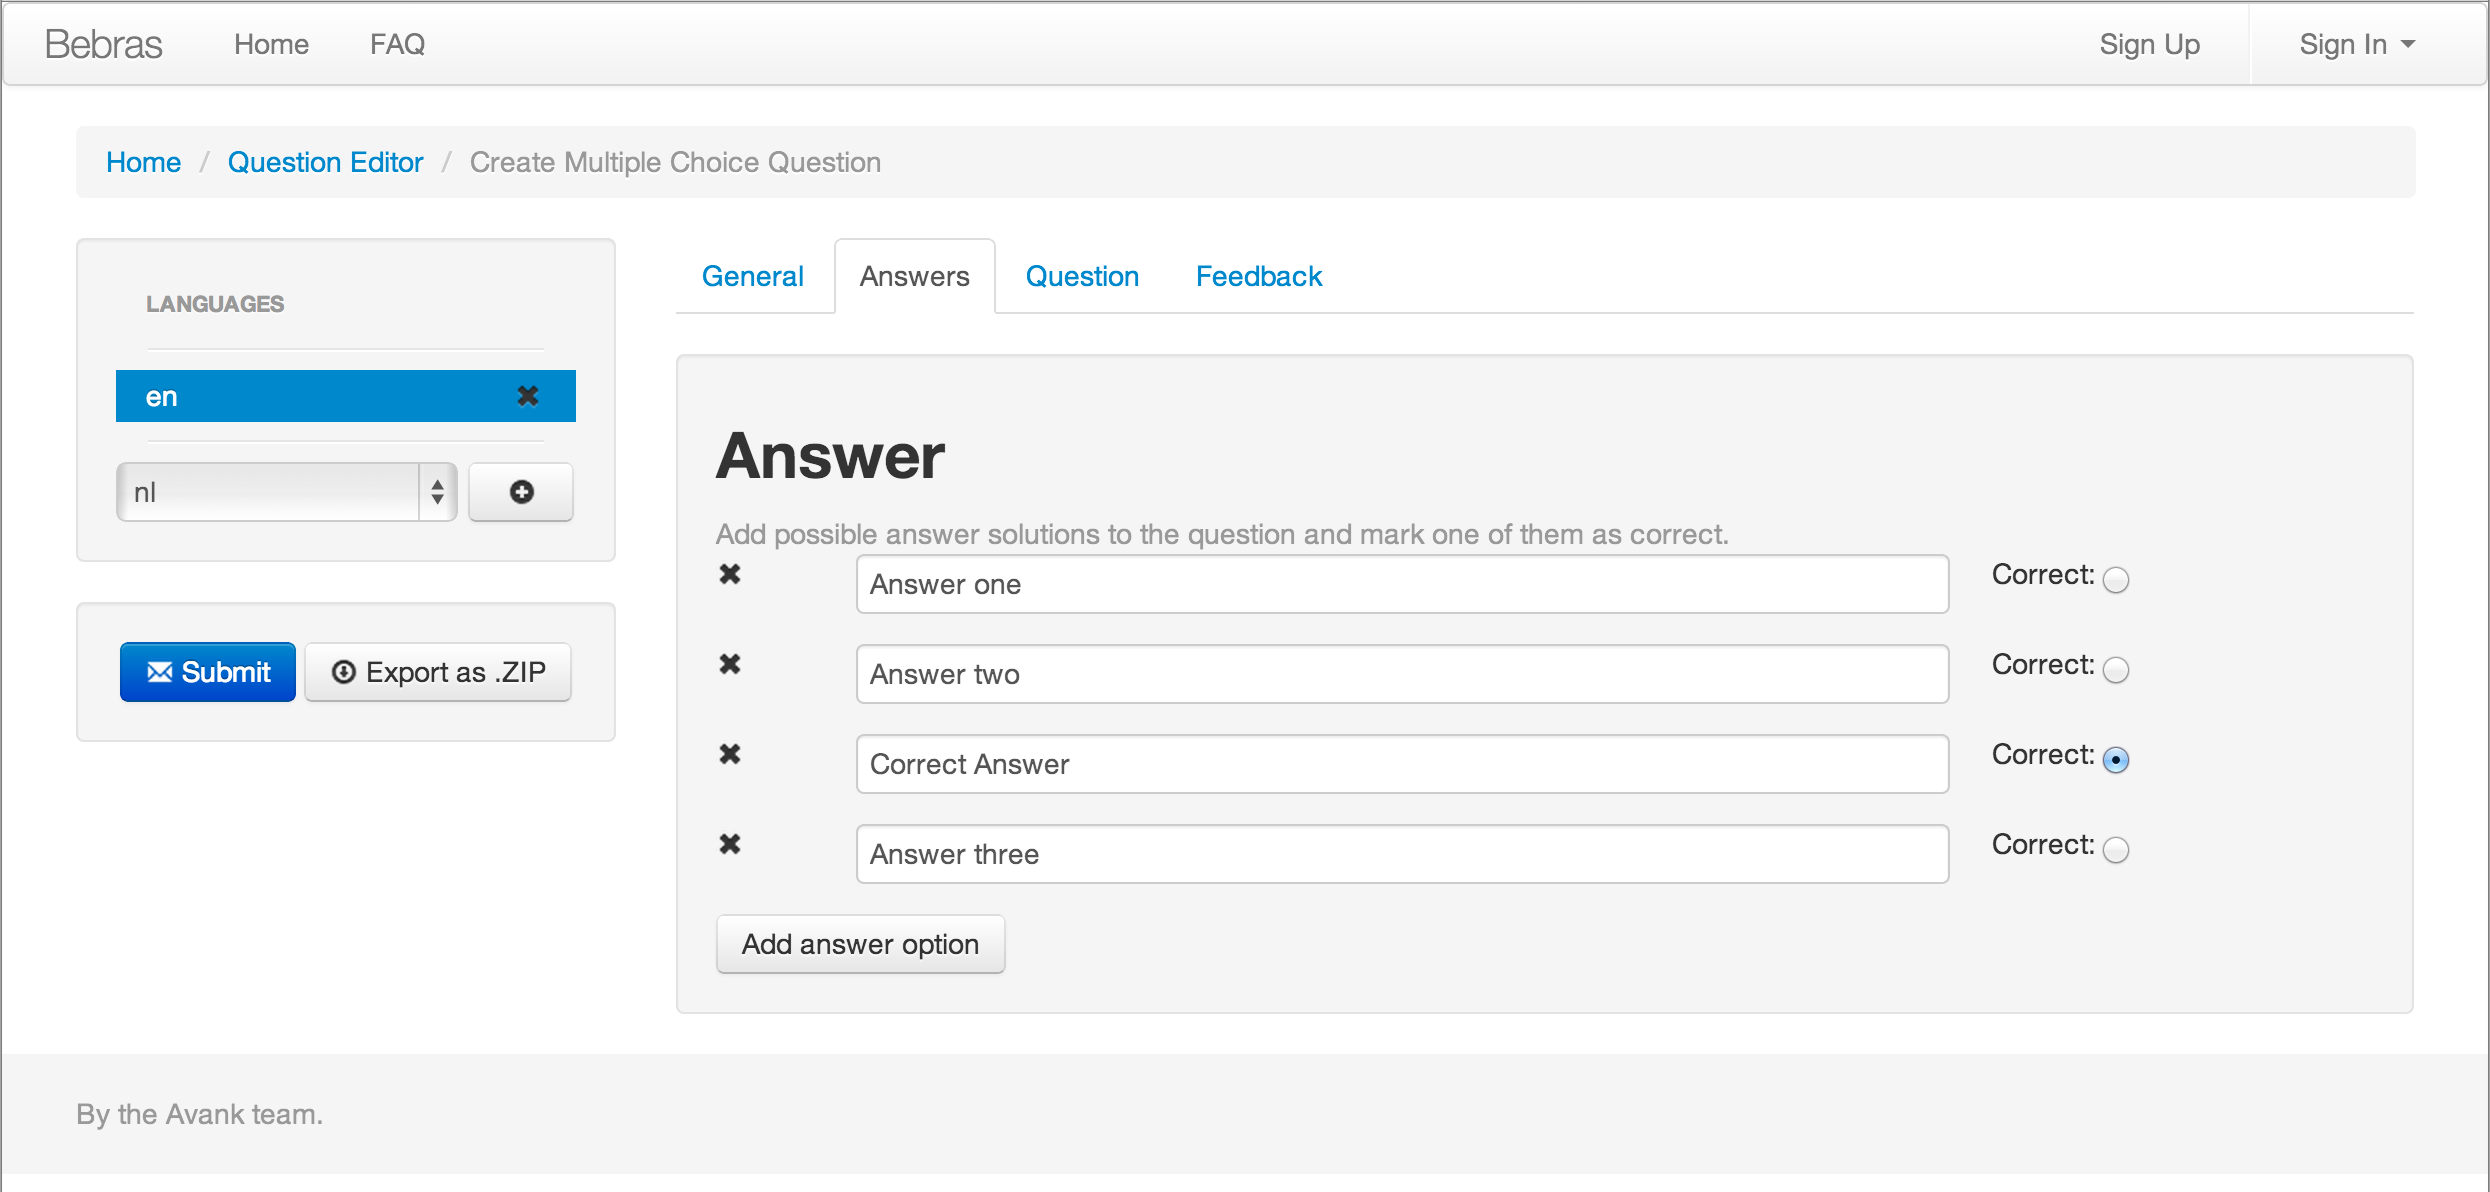 Bebras Home FAQ Sign Up Sign In
Home / Question Editor / Create Multiple Choice Question
LANGUAGES
en
nl
Submit Export as .ZIP
General Answers Question Feedback
Answer
Add possible answer solutions to the question and mark one of them as correct.
Answer one Correct:
Answer two Correct:
Correct Answer Correct:
Answer three Correct:
Add answer option
By the Avank team.